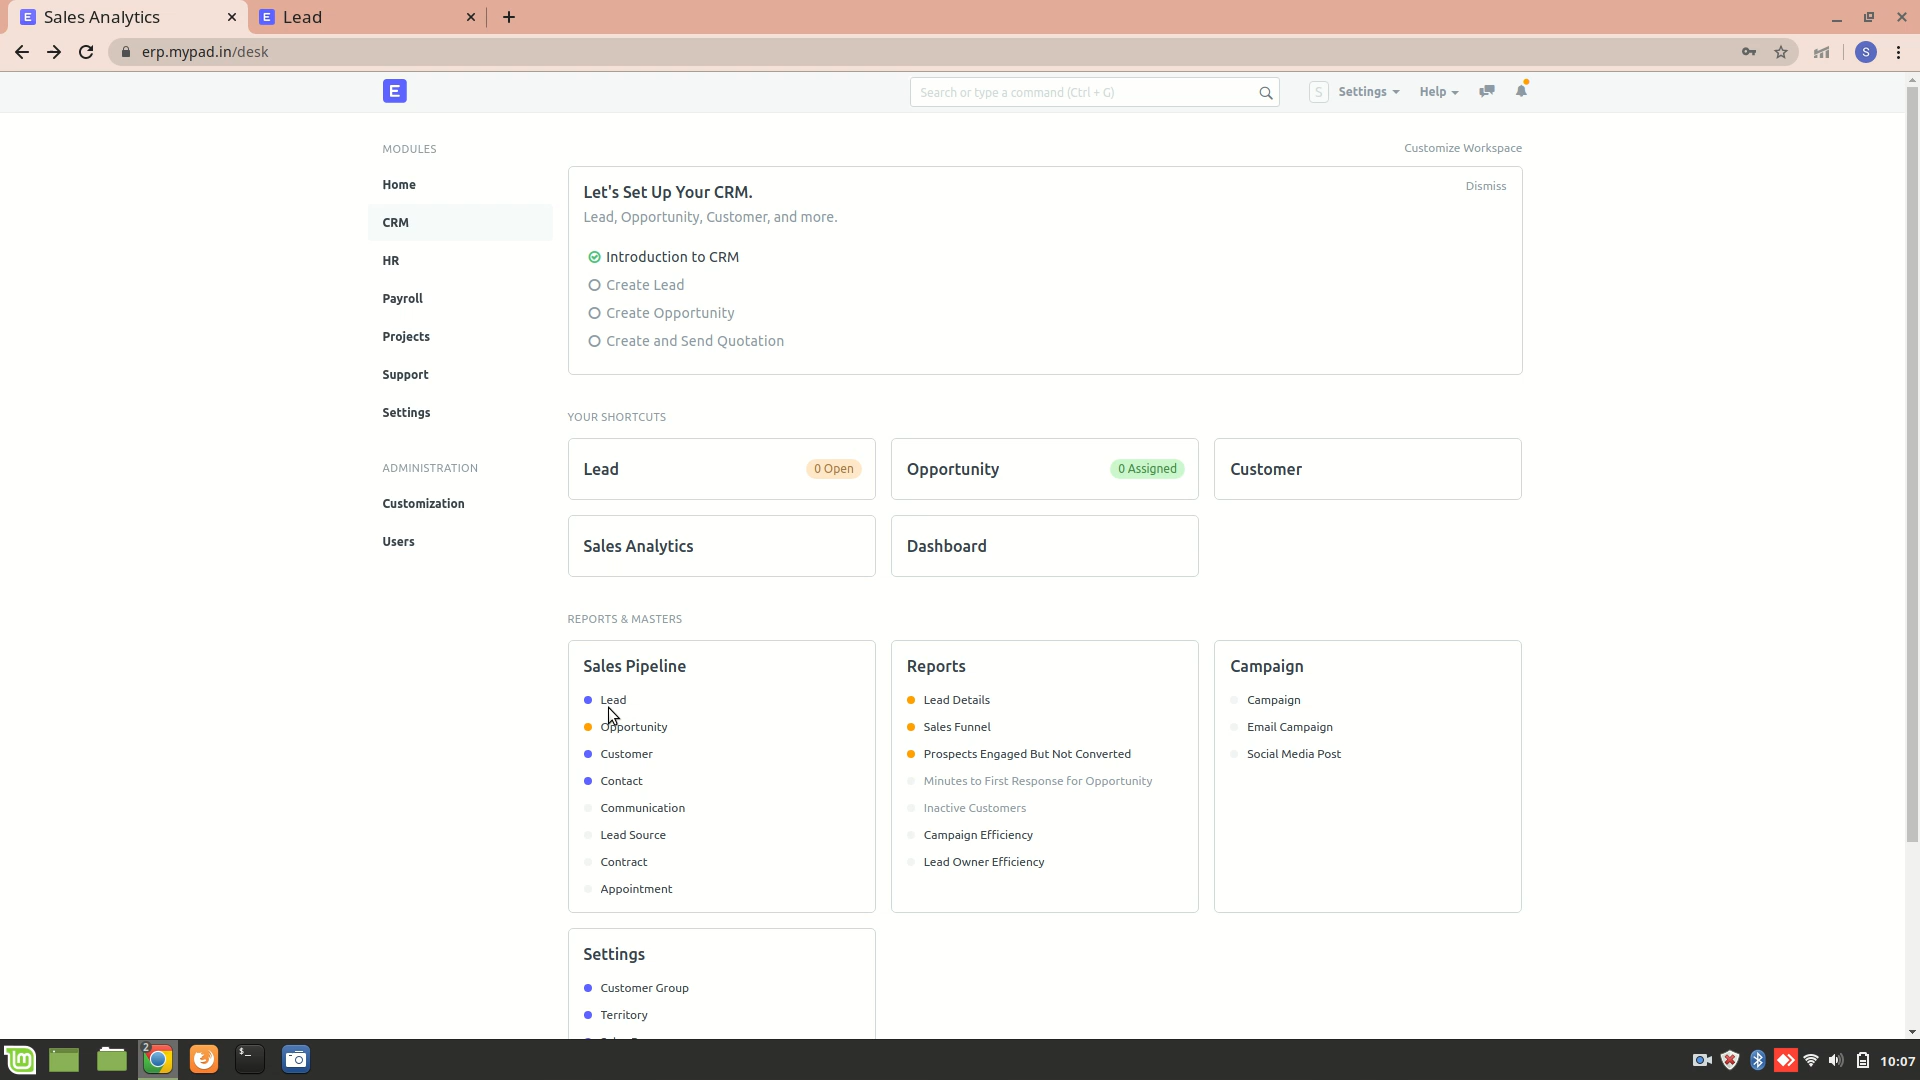 Sales Analytics
Lead
erp.mypad.in/desk
S
E
Search or type a command (Ctrl + G)
S
Settings
Help
MODULES
Home
CRM
HR
Payroll
Projects
Support
Settings
ADMINISTRATION
Customization
Users
Customize Workspace
Let's Set Up Your CRM.
Dismiss
Lead, Opportunity, Customer, and more.
Introduction to CRM
Create Lead
Create Opportunity
Create and Send Quotation
YOUR SHORTCUTS
Lead
0 Open
Opportunity
0 Assigned
Customer
Sales Analytics
Dashboard
REPORTS & MASTERS
Sales Pipeline
Lead
Opportunity
Customer
Contact
Communication
Lead Source
Contract
Appointment
Reports
Lead Details
Sales Funnel
Prospects Engaged But Not Converted
Minutes to First Response for Opportunity
Inactive Customers
Campaign Efficiency
Lead Owner Efficiency
Campaign
Campaign
Email Campaign
Social Media Post
Settings
Customer Group
Territory
2
10:07